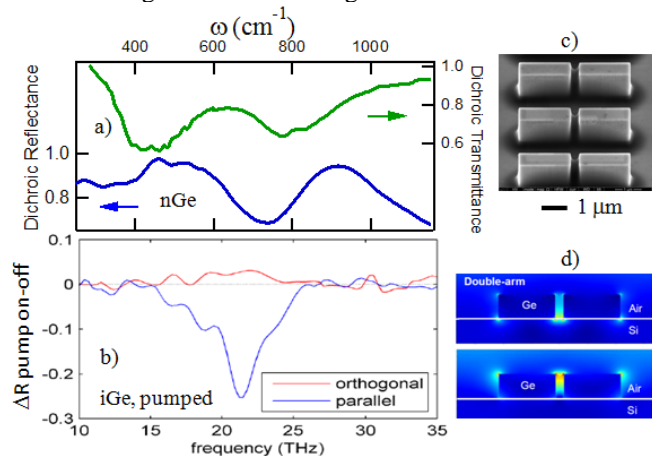 ω (cm⁻¹)
400 600 800 1000
c)
Dichroic Reflectance
a)
1.0
0.8
nGe
1.0
0.8
0.6
Dichroic Transmittance
1 µm
d)
ΔR pump on-off
0.1
0
-0.1
-0.2
-0.3
b)
iGe, pumped
orthogonal
parallel
10 15 20 25 30 35
frequency (THz)
Double-arm
Ge
Air
Si
Ge
Air
Si